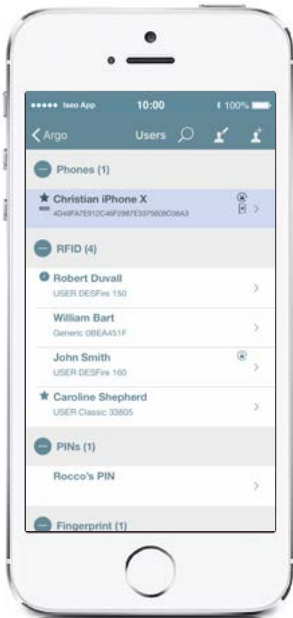 Iseo App 10:00 100%
Argo Users
Phones (1)
Christian iPhone X
RFID (4)
Robert Duvall
USER DESFire 150
William Bart
Generic 0BEA451F
John Smith
USER DESFire 160
Caroline Shepherd
USER Classic 33805
PINs (1)
Rocco's PIN
Fingerprint (1)